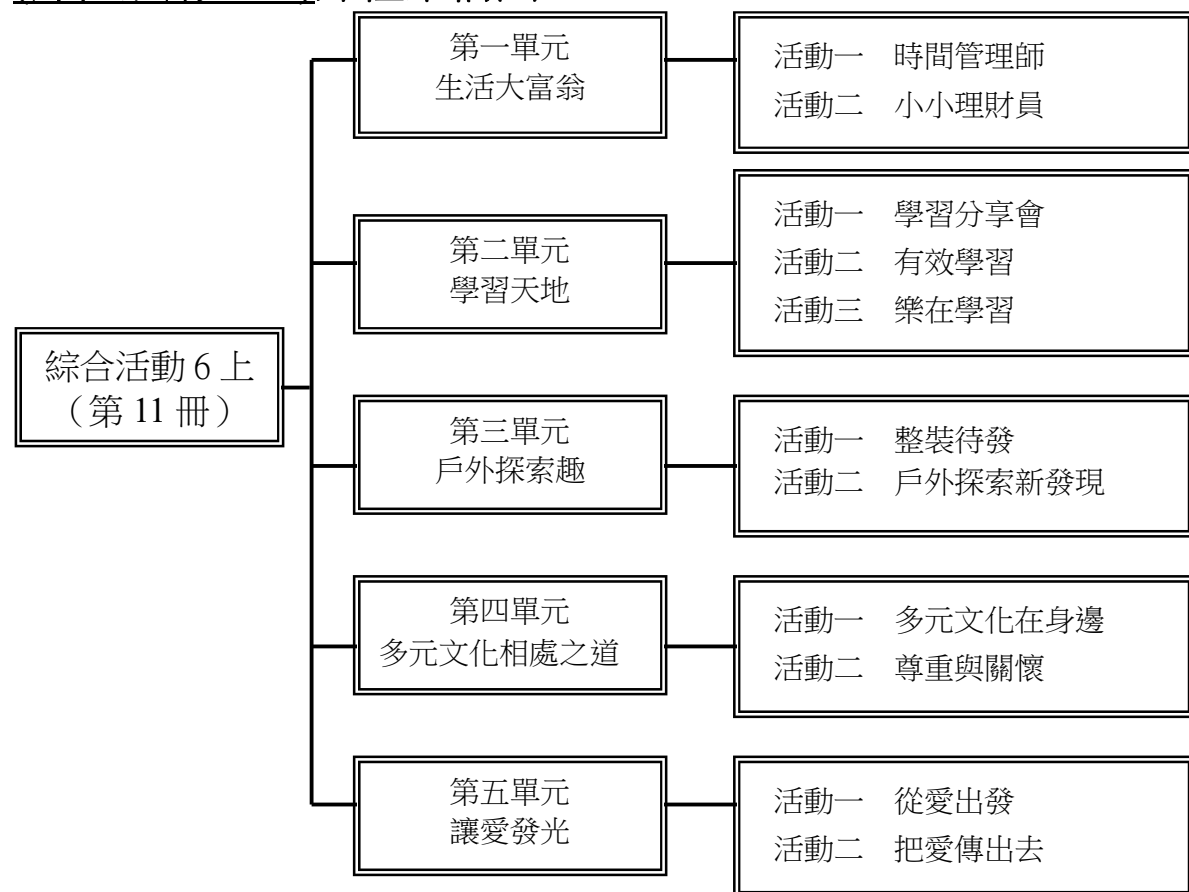 綜合活動 6 上
（第 11 冊）
第一單元
生活大富翁
活動一 時間管理師
活動二 小小理財員
第二單元
學習天地
活動一 學習分享會
活動二 有效學習
活動三 樂在學習
第三單元
戶外探索趣
活動一 整裝待發
活動二 戶外探索新發現
第四單元
多元文化相處之道
活動一 多元文化在身邊
活動二 尊重與關懷
第五單元
讓愛發光
活動一 從愛出發
活動二 把愛傳出去